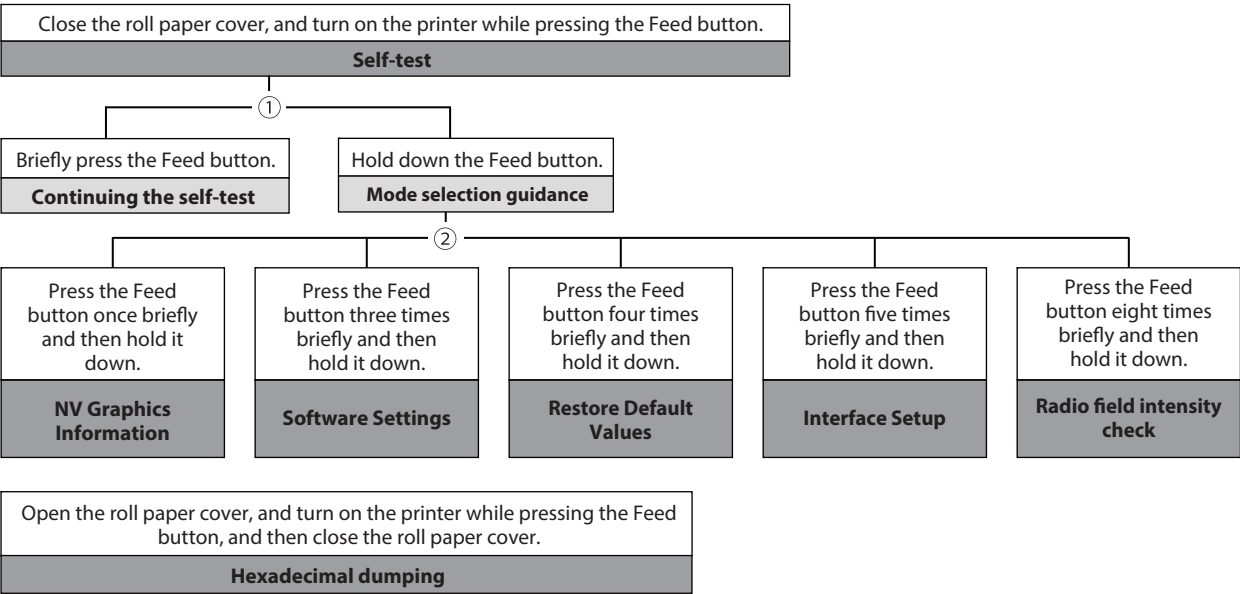 Close the roll paper cover, and turn on the printer while pressing the Feed button.
Self-test
①
Briefly press the Feed button.
Continuing the self-test
Hold down the Feed button.
Mode selection guidance
②
Press the Feed
button once briefly
and then hold it
down.
NV Graphics
Information
Press the Feed
button three times
briefly and then
hold it down.
Software Settings
Press the Feed
button four times
briefly and then
hold it down.
Restore Default
Values
Press the Feed
button five times
briefly and then
hold it down.
Interface Setup
Press the Feed
button eight times
briefly and then
hold it down.
Radio field intensity
check
Open the roll paper cover, and turn on the printer while pressing the Feed
button, and then close the roll paper cover.
Hexadecimal dumping